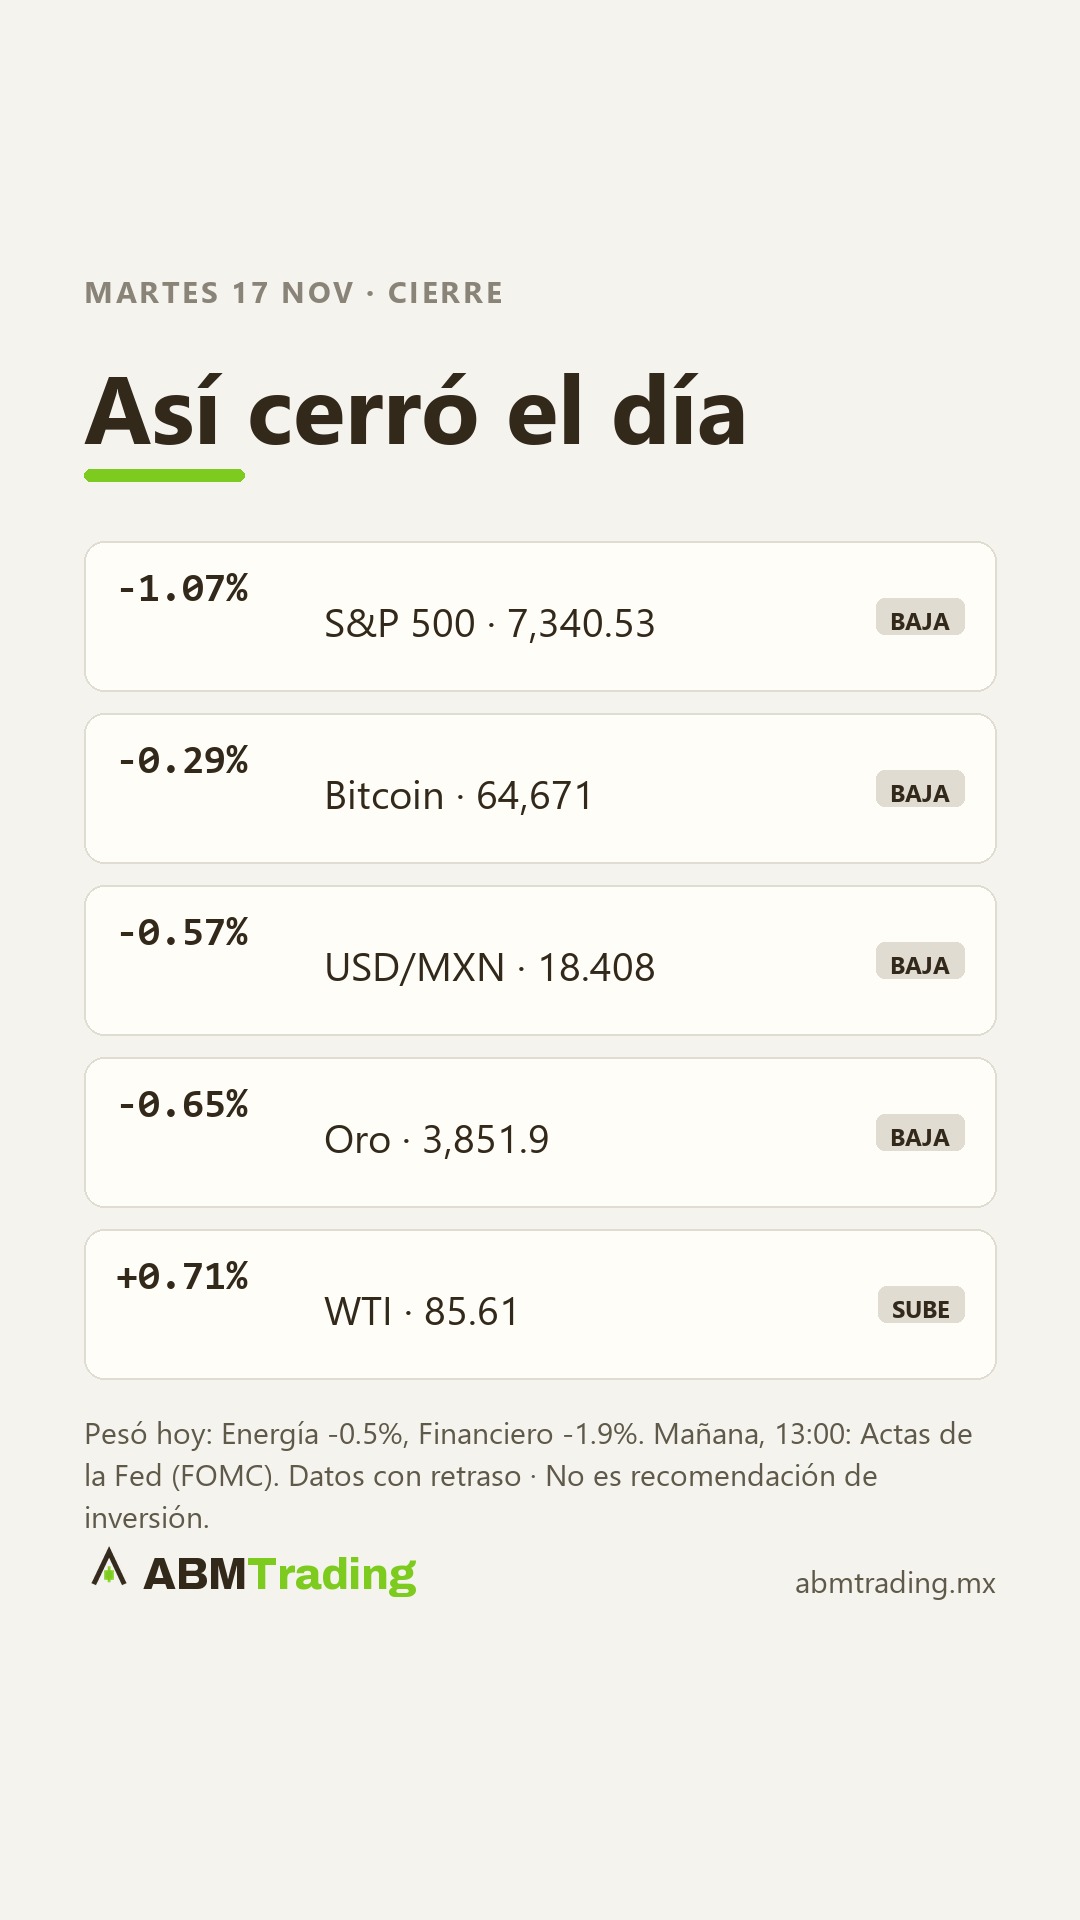 MARTES 17 NOV · CIERRE
Así cerró el día
-1.07%
S&P 500 · 7,340.53
BAJA
-0.29%
Bitcoin · 64,671
BAJA
-0.57%
USD/MXN · 18.408
BAJA
-0.65%
Oro · 3,851.9
BAJA
+0.71%
WTI · 85.61
SUBE
Pesó hoy: Energía -0.5%, Financiero -1.9%. Mañana, 13:00: Actas de
la Fed (FOMC). Datos con retraso · No es recomendación de
inversión.
ABMTrading
abmtrading.mx